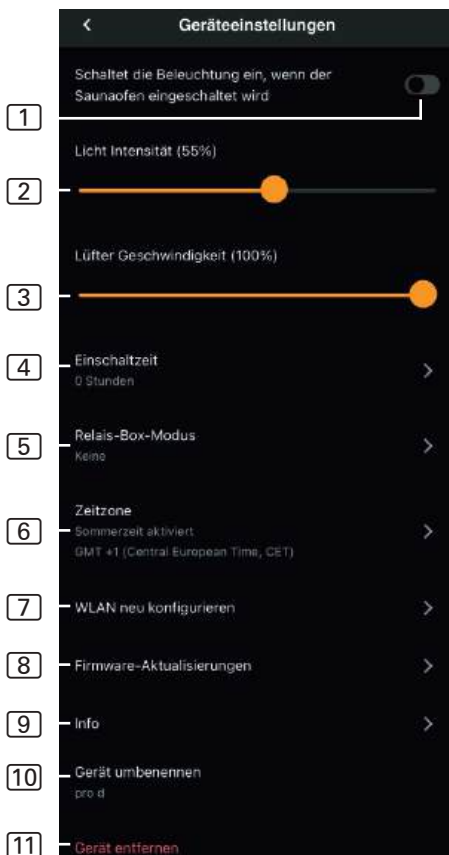 Geräteeinstellungen
Schaltet die Beleuchtung ein, wenn der
Saunaofen eingeschaltet wird
1
Licht Intensität (55%)
2
Lüfter Geschwindigkeit (100%)
3
4
Einschaltzeit
0 Stunden
5
Relais-Box-Modus
Keine
6
Zeitzone
Sommerzeit aktiviert
GMT +1 (Central European Time, CET)
7
WLAN neu konfigurieren
8
Firmware-Aktualisierungen
9
Info
10
Gerät umbenennen
pro d
11
Gerät entfernen